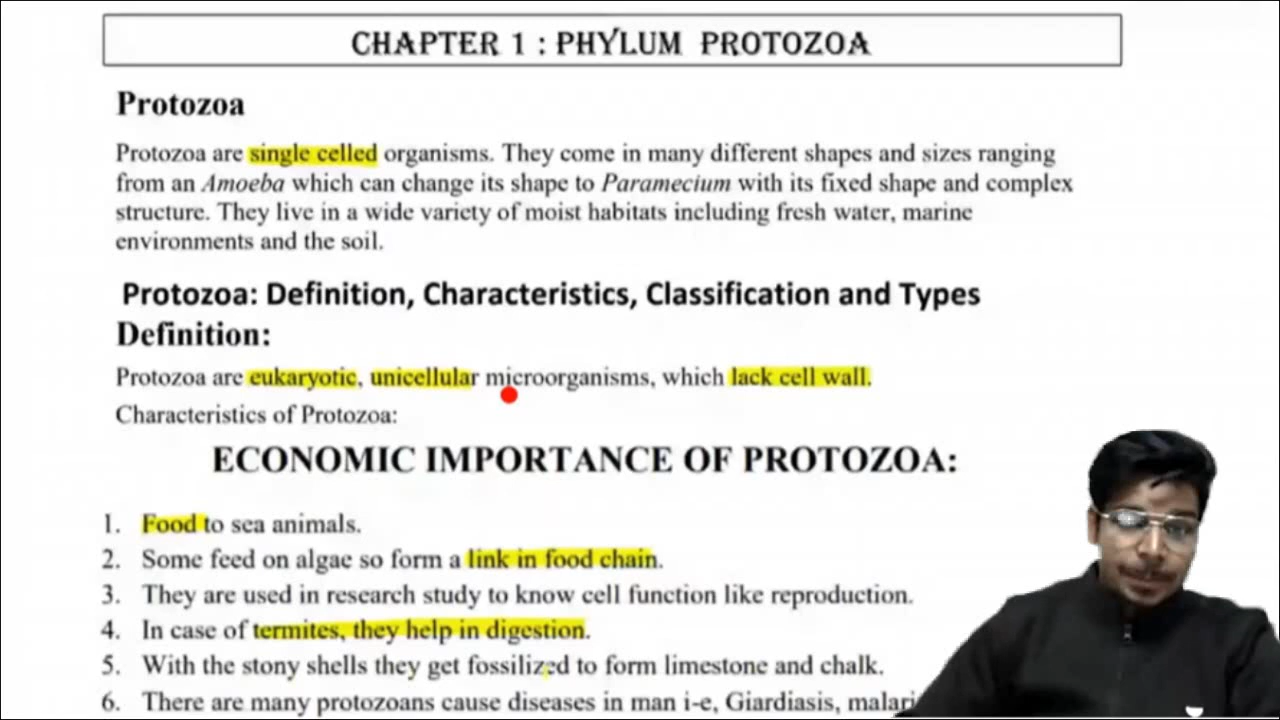 CHAPTER 1 : PHYLUM PROTOZOA
Protozoa
Protozoa are single celled organisms. They come in many different shapes and sizes ranging
from an Amoeba which can change its shape to Paramecium with its fixed shape and complex
structure. They live in a wide variety of moist habitats including fresh water, marine
environments and the soil.
Protozoa: Definition, Characteristics, Classification and Types
Definition:
Protozoa are eukaryotic, unicellular microorganisms, which lack cell wall.
Characteristics of Protozoa:
ECONOMIC IMPORTANCE OF PROTOZOA:
1. Food to sea animals.
2. Some feed on algae so form a link in food chain.
3. They are used in research study to know cell function like reproduction.
4. In case of termites, they help in digestion.
5. With the stony shells they get fossilized to form limestone and chalk.
6. There are many protozoans cause diseases in man i-e, Giardiasis,